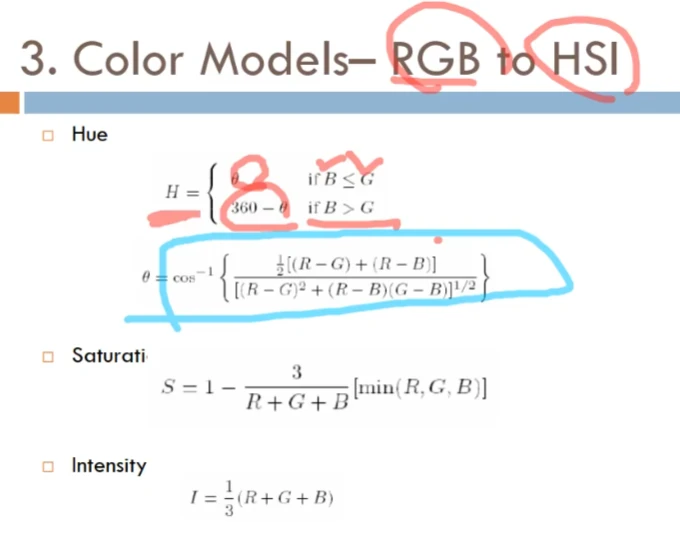 3. Color Models– RGB to HSI
Hue
H = { θ if B ≤ G
360 − θ if B > G
θ = cos⁻¹ { ½[(R − G) + (R − B)] / [(R − G)² + (R − B)(G − B)]^1/2 }
Saturati
S = 1 − 3 / (R + G + B) [min(R, G, B)]
Intensity
I = 1/3 (R + G + B)